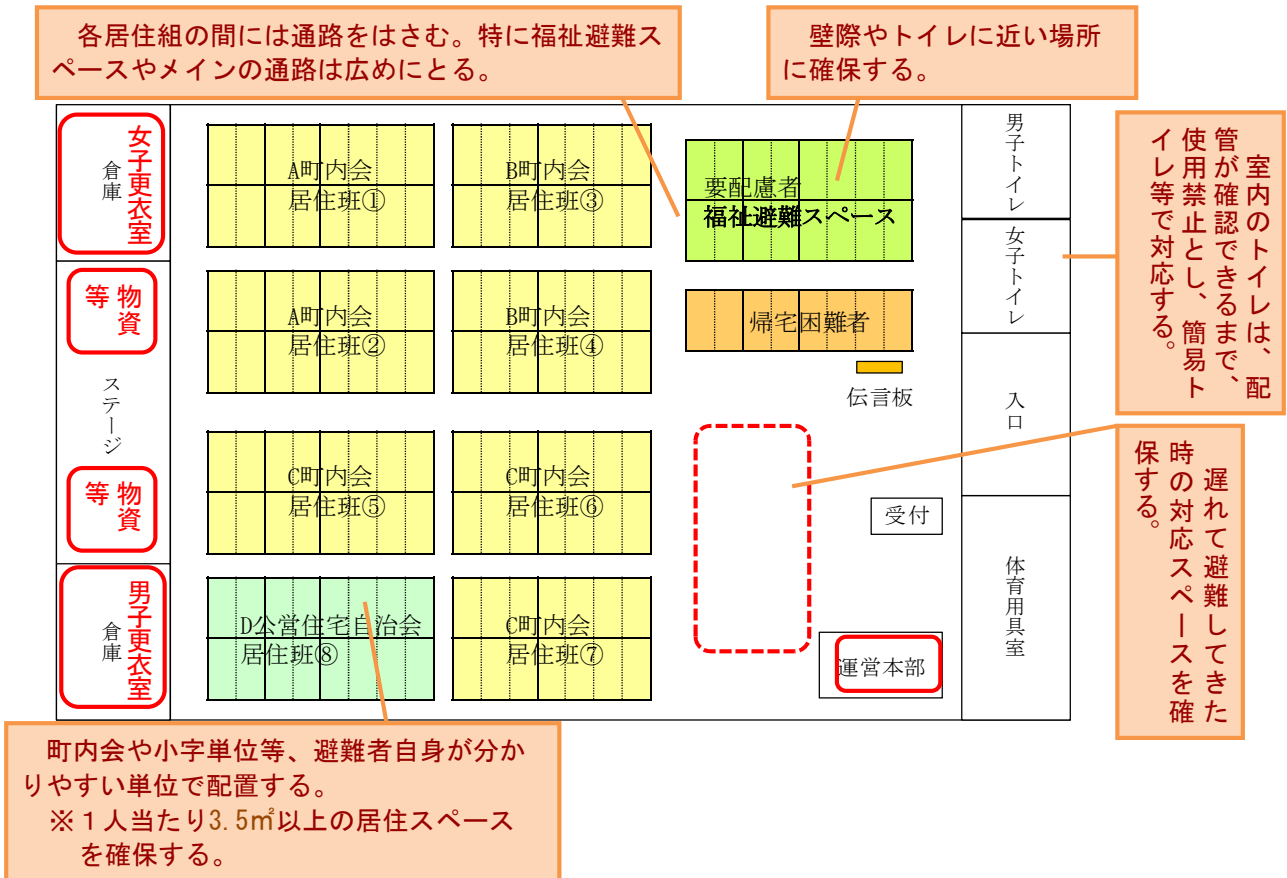 各居住組の間には通路をはさむ。特に福祉避難ス
ペースやメインの通路は広めにとる。
壁際やトイレに近い場所
に確保する。
女子更衣室
倉庫
A町内会
居住班①
B町内会
居住班③
要配慮者
福祉避難スペース
男子トイレ
女子トイレ
室内のトイレは、配
管が確認できるまで、
使用禁止とし、簡易ト
イレ等で対応する。
物資
等
A町内会
居住班②
B町内会
居住班④
帰宅困難者
伝言板
ステージ
入口
物資
等
C町内会
居住班⑤
C町内会
居住班⑥
受付
遅れて避難してきた
時の対応スペースを確
保する。
男子更衣室
倉庫
D公営住宅自治会
居住班⑧
C町内会
居住班⑦
運営本部
体育用具室
町内会や小字単位等、避難者自身が分か
りやすい単位で配置する。
※１人当たり3.5㎡以上の居住スペース
を確保する。